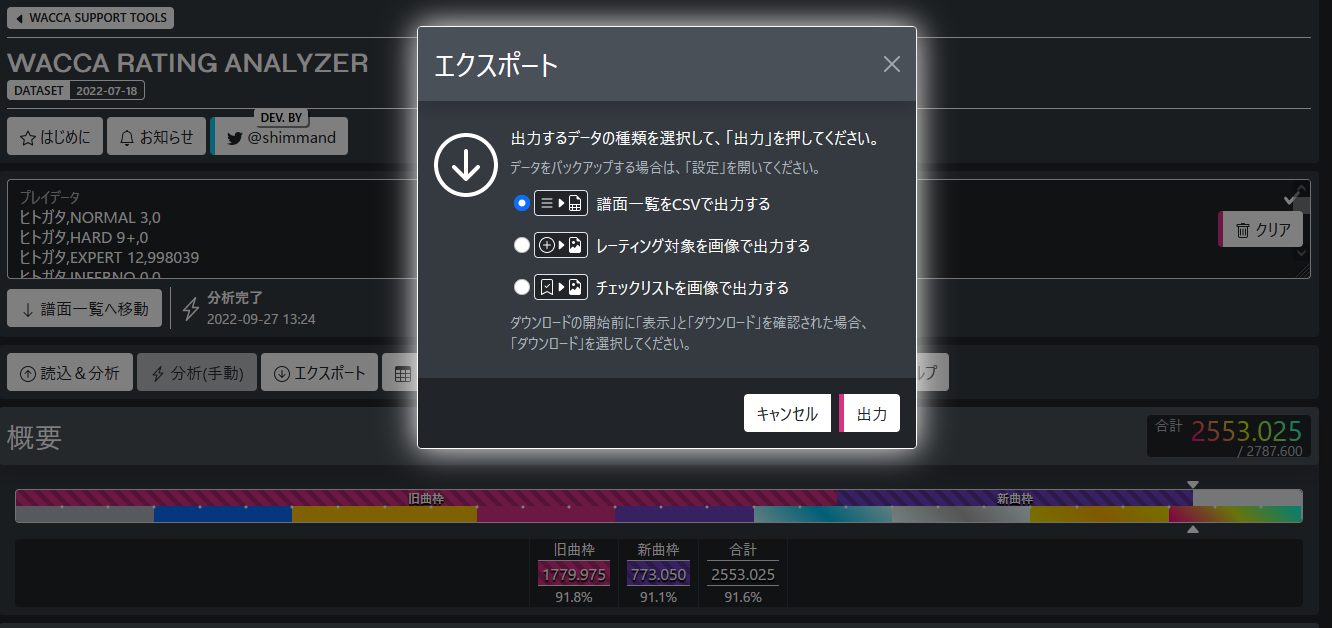 WACCA SUPPORT TOOLS
WACCA RATING ANALYZER
DATASET 2022-07-18
はじめに
お知らせ
DEV. BY
@shimmand
プレイデータ
ヒトガタ,NORMAL 3,0
ヒトガタ,HARD 9+,0
ヒトガタ,EXPERT 12,998039
ヒトガタ,INFERNO 0,0
クリア
譜面一覧へ移動
分析完了
2022-09-27 13:24
読込＆分析
分析(手動)
エクスポート
ルプ
エクスポート
出力するデータの種類を選択して、「出力」を押してください。
データをバックアップする場合は、「設定」を開いてください。
譜面一覧をCSVで出力する
レーティング対象を画像で出力する
チェックリストを画像で出力する
ダウンロードの開始前に「表示」と「ダウンロード」を確認された場合、
「ダウンロード」を選択してください。
キャンセル
出力
概要
合計 2553.025
/ 2787.600
旧曲枠 新曲枠
旧曲枠 新曲枠 合計
1779.975 773.050 2553.025
91.8% 91.1% 91.6%